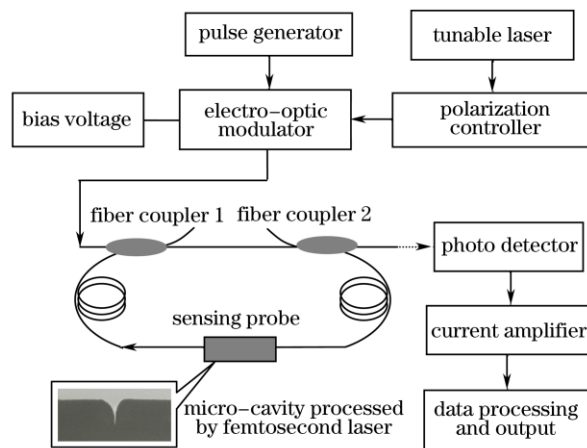 pulse generator
tunable laser
bias voltage
electro-optic
modulator
polarization
controller
fiber coupler 1
fiber coupler 2
photo detector
sensing probe
current amplifier
micro-cavity processed
by femtosecond laser
data processing
and output